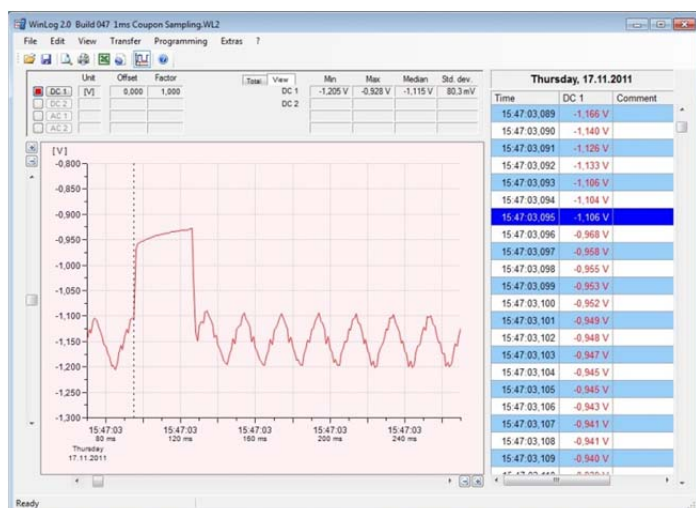 WinLog 2.0 Build 047 1ms Coupon Sampling.WL2
File Edit View Transfer Programming Extras ?
Unit Offset Factor
DC 1 [V] 0,000 1,000
DC 2
AC 1
AC 2
Total View Min Max Median Std. dev.
DC 1 -1,205 V -0,928 V -1,115 V 80,3 mV
DC 2
[V]
-0,800
-0,850
-0,900
-0,950
-1,000
-1,050
-1,100
-1,150
-1,200
-1,250
-1,300
15:47:03 15:47:03 15:47:03 15:47:03 15:47:03
80 ms 120 ms 160 ms 200 ms 240 ms
Thursday
17.11.2011
Thursday, 17.11.2011
Time DC 1 Comment
15:47:03,089 -1,166 V
15:47:03,090 -1,140 V
15:47:03,091 -1,126 V
15:47:03,092 -1,133 V
15:47:03,093 -1,106 V
15:47:03,094 -1,104 V
15:47:03,095 -1,106 V
15:47:03,096 -0,968 V
15:47:03,097 -0,958 V
15:47:03,098 -0,955 V
15:47:03,099 -0,953 V
15:47:03,100 -0,952 V
15:47:03,101 -0,949 V
15:47:03,102 -0,948 V
15:47:03,103 -0,947 V
15:47:03,104 -0,945 V
15:47:03,105 -0,945 V
15:47:03,106 -0,943 V
15:47:03,107 -0,941 V
15:47:03,108 -0,941 V
15:47:03,109 -0,940 V
Ready